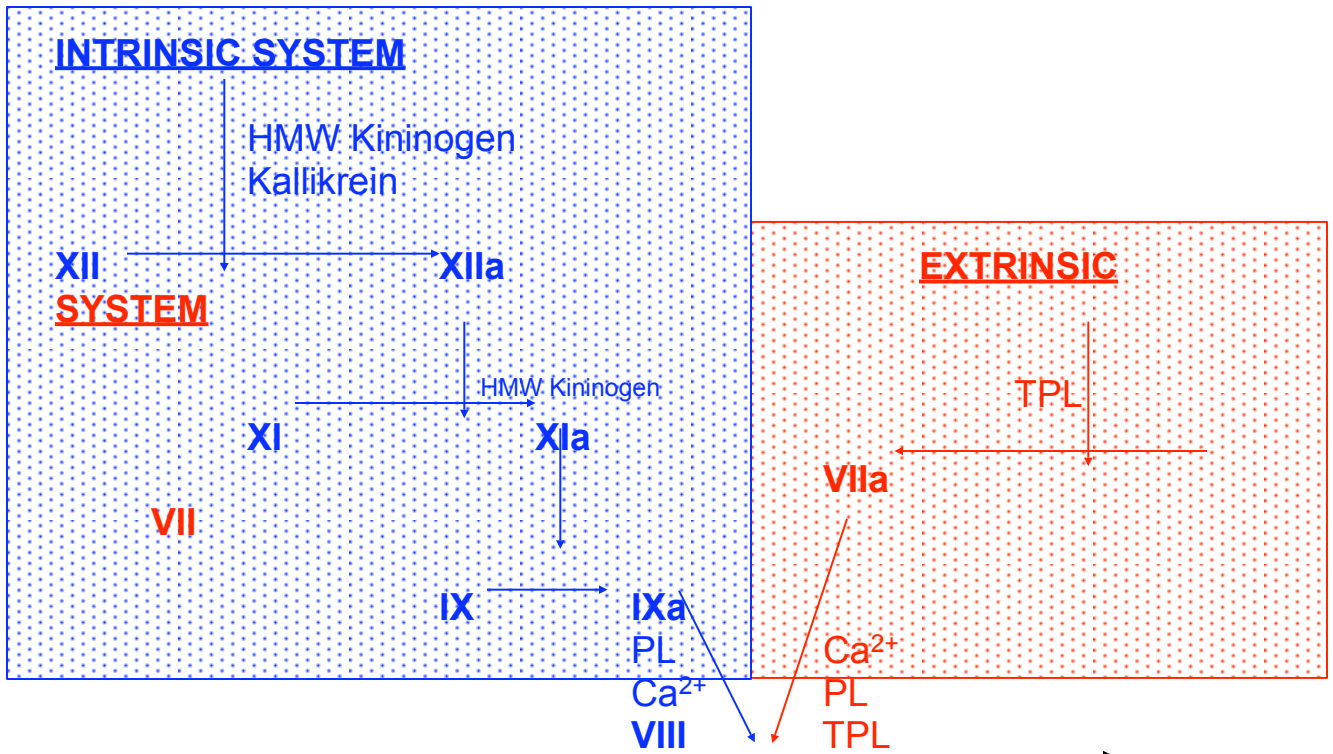 INTRINSIC SYSTEM
HMW Kininogen
Kallikrein
XII XIIa EXTRINSIC
SYSTEM
HMW Kininogen
TPL
XI XIa
VIIa
VII
IX IXa
PL Ca²⁺
Ca²⁺ PL
VIII TPL